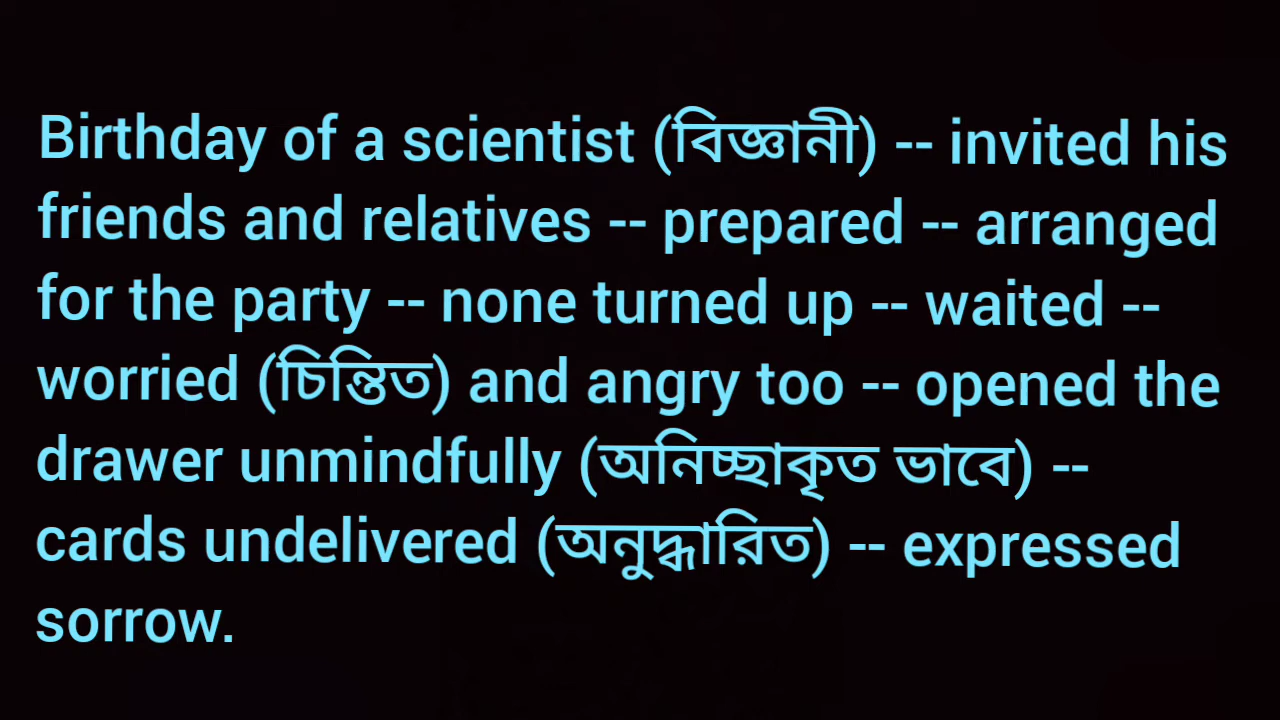 Birthday of a scientist (বিজ্ঞানী) -- invited his
friends and relatives -- prepared -- arranged
for the party -- none turned up -- waited --
worried (চিন্তিত) and angry too -- opened the
drawer unmindfully (অনিচ্ছাকৃত ভাবে) --
cards undelivered (অনুদ্ধারিত) -- expressed
sorrow.